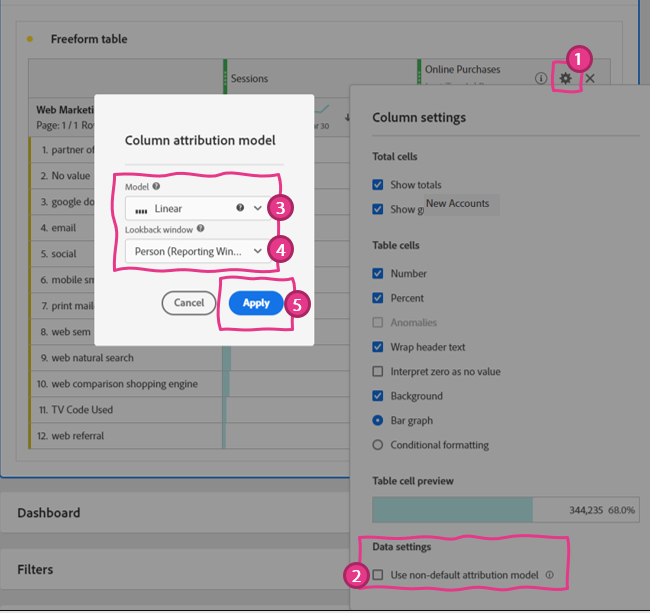 Freeform table
1
Sessions
Online Purchases
Web Marketi
Page: 1 / 1 Ro
ar 30
1. partner of
2. No value
3. google do
4. email
5. social
6. mobile sm
7. print mail
8. web sem
9. web natural search
10. web comparison shopping engine
11. TV Code Used
12. web referral
Dashboard
Filters
Column attribution model
Model
Linear
3
Lookback window
Person (Reporting Win...
4
Cancel
Apply
5
Column settings
Total cells
Show totals
Show g
New Accounts
Table cells
Number
Percent
Anomalies
Wrap header text
Interpret zero as no value
Background
Bar graph
Conditional formatting
Table cell preview
344,235 68.0%
Data settings
2
Use non-default attribution model